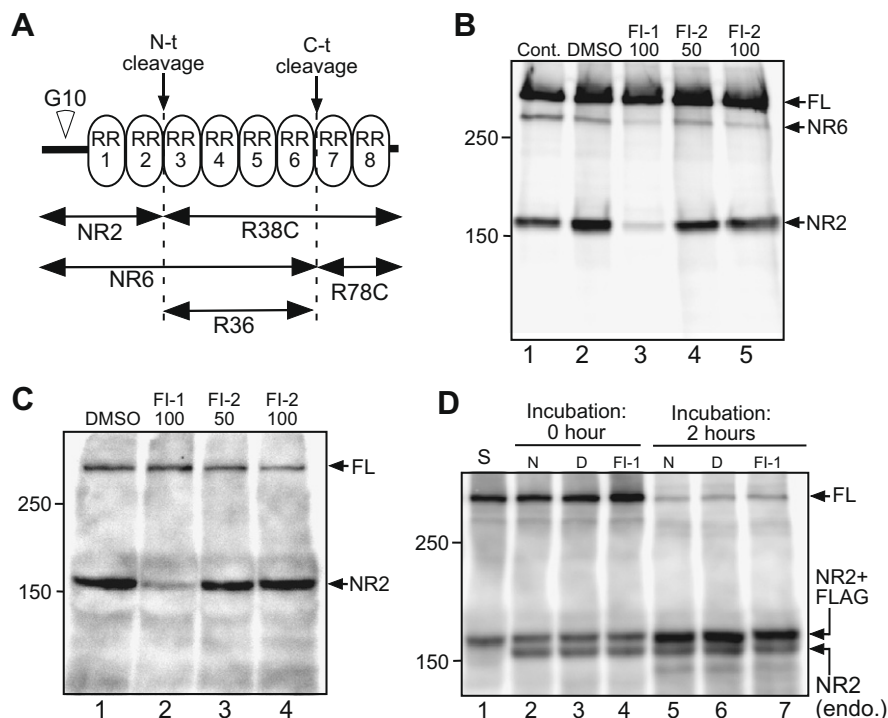 A
N-t cleavage
C-t cleavage
G10
RR 1
RR 2
RR 3
RR 4
RR 5
RR 6
RR 7
RR 8
NR2
R38C
NR6
R78C
R36
B
Cont.
DMSO
FI-1 100
FI-2 50
FI-2 100
FL
NR6
NR2
250
150
1 2 3 4 5
C
DMSO
FI-1 100
FI-2 50
FI-2 100
FL
NR2
250
150
1 2 3 4
D
Incubation: 0 hour
Incubation: 2 hours
S N D FI-1 N D FI-1
FL
250
150
NR2+ FLAG
NR2 (endo.)
1 2 3 4 5 6 7